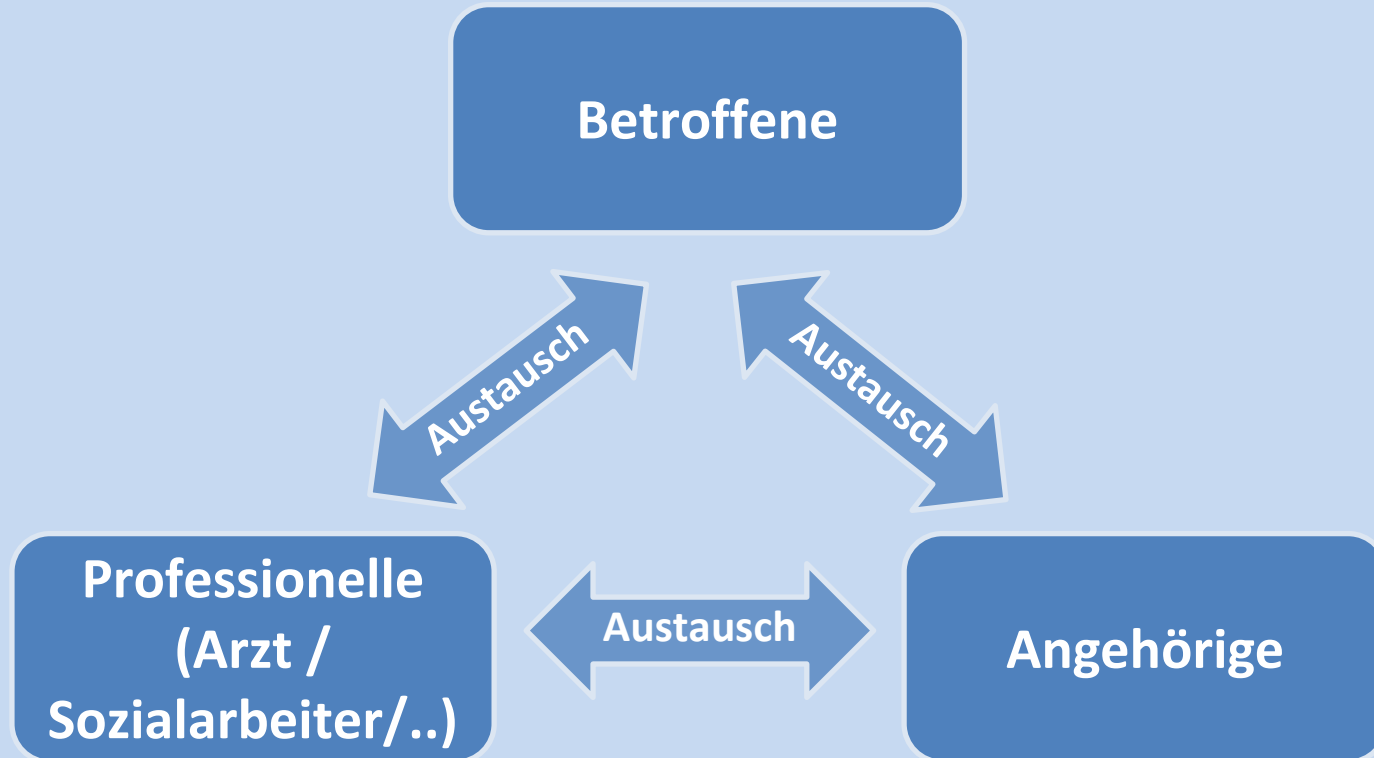 Betroffene
Austausch
Austausch
Professionelle
(Arzt /
Sozialarbeiter/..)
Austausch
Angehörige